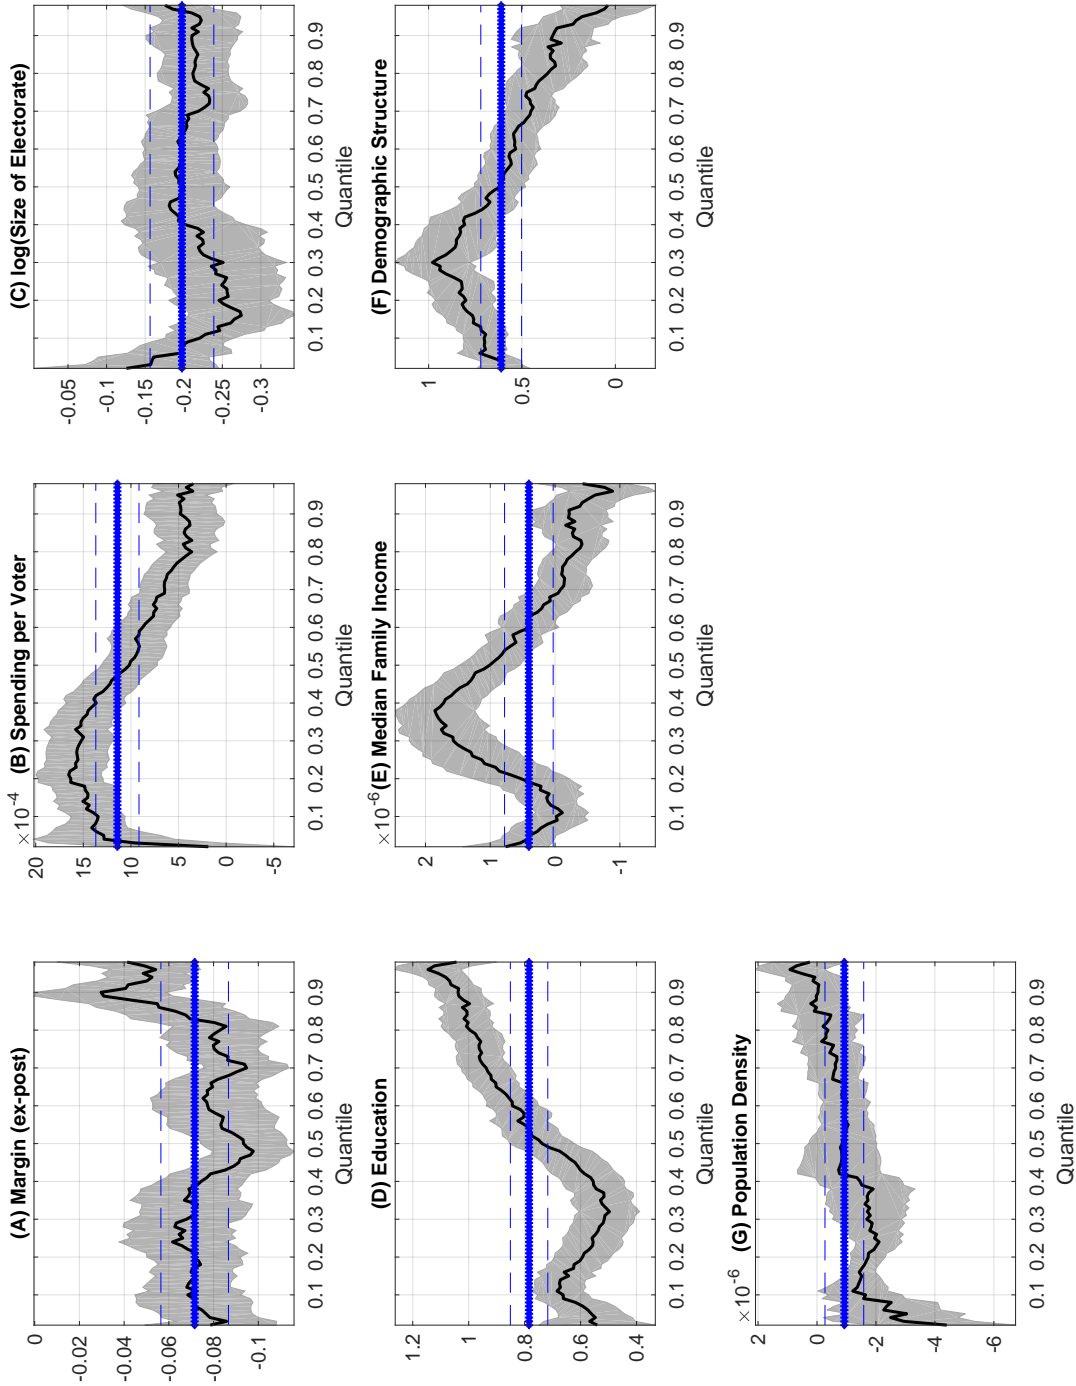 (A) Margin (ex-post)
0
-0.02
-0.04
-0.06
-0.08
-0.1
0.1 0.2 0.3 0.4 0.5 0.6 0.7 0.8 0.9
Quantile
×10^-4 (B) Spending per Voter
20
15
10
5
0
-5
0.1 0.2 0.3 0.4 0.5 0.6 0.7 0.8 0.9
Quantile
(C) log(Size of Electorate)
-0.05
-0.1
-0.15
-0.2
-0.25
-0.3
0.1 0.2 0.3 0.4 0.5 0.6 0.7 0.8 0.9
Quantile
(D) Education
1.2
1
0.8
0.6
0.4
0.1 0.2 0.3 0.4 0.5 0.6 0.7 0.8 0.9
Quantile
×10^-6 (E) Median Family Income
2
1
0
-1
0.1 0.2 0.3 0.4 0.5 0.6 0.7 0.8 0.9
Quantile
(F) Demographic Structure
1
0.5
0
0.1 0.2 0.3 0.4 0.5 0.6 0.7 0.8 0.9
Quantile
×10^-6 (G) Population Density
2
0
-2
-4
-6
0.1 0.2 0.3 0.4 0.5 0.6 0.7 0.8 0.9
Quantile